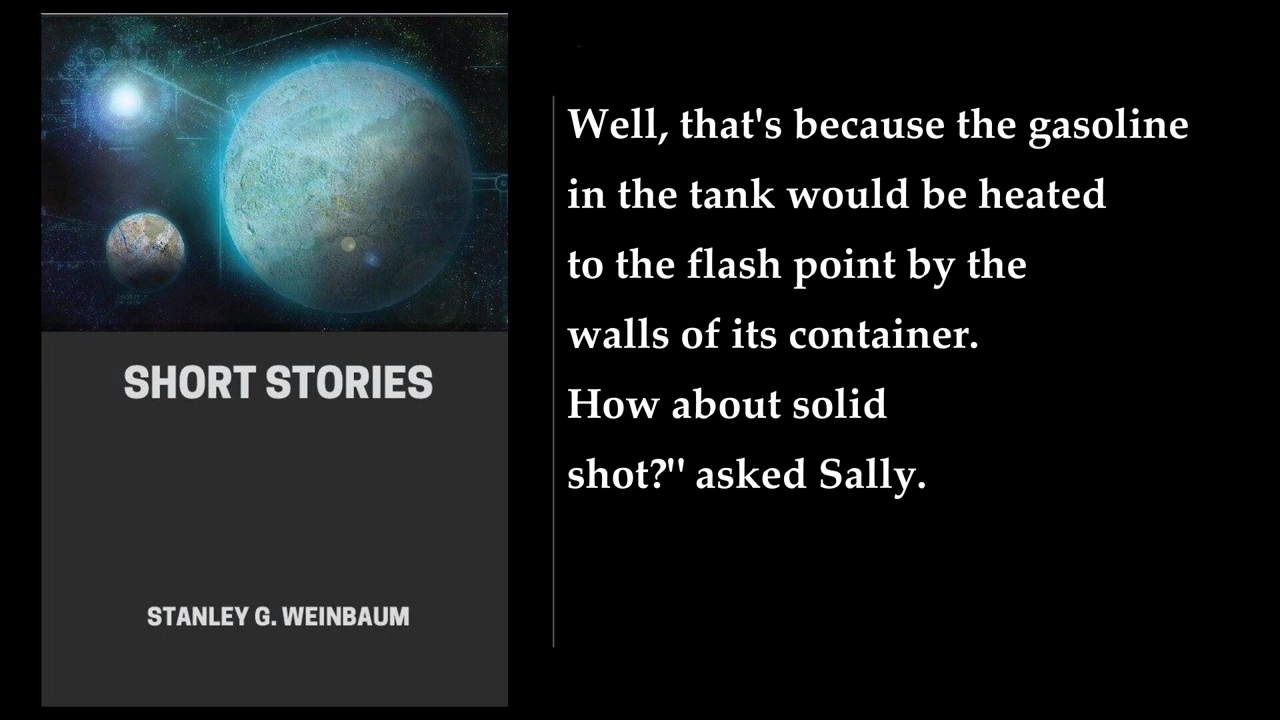 SHORT STORIES
STANLEY G. WEINBAUM
Well, that's because the gasoline
in the tank would be heated
to the flash point by the
walls of its container.
How about solid
shot?" asked Sally.